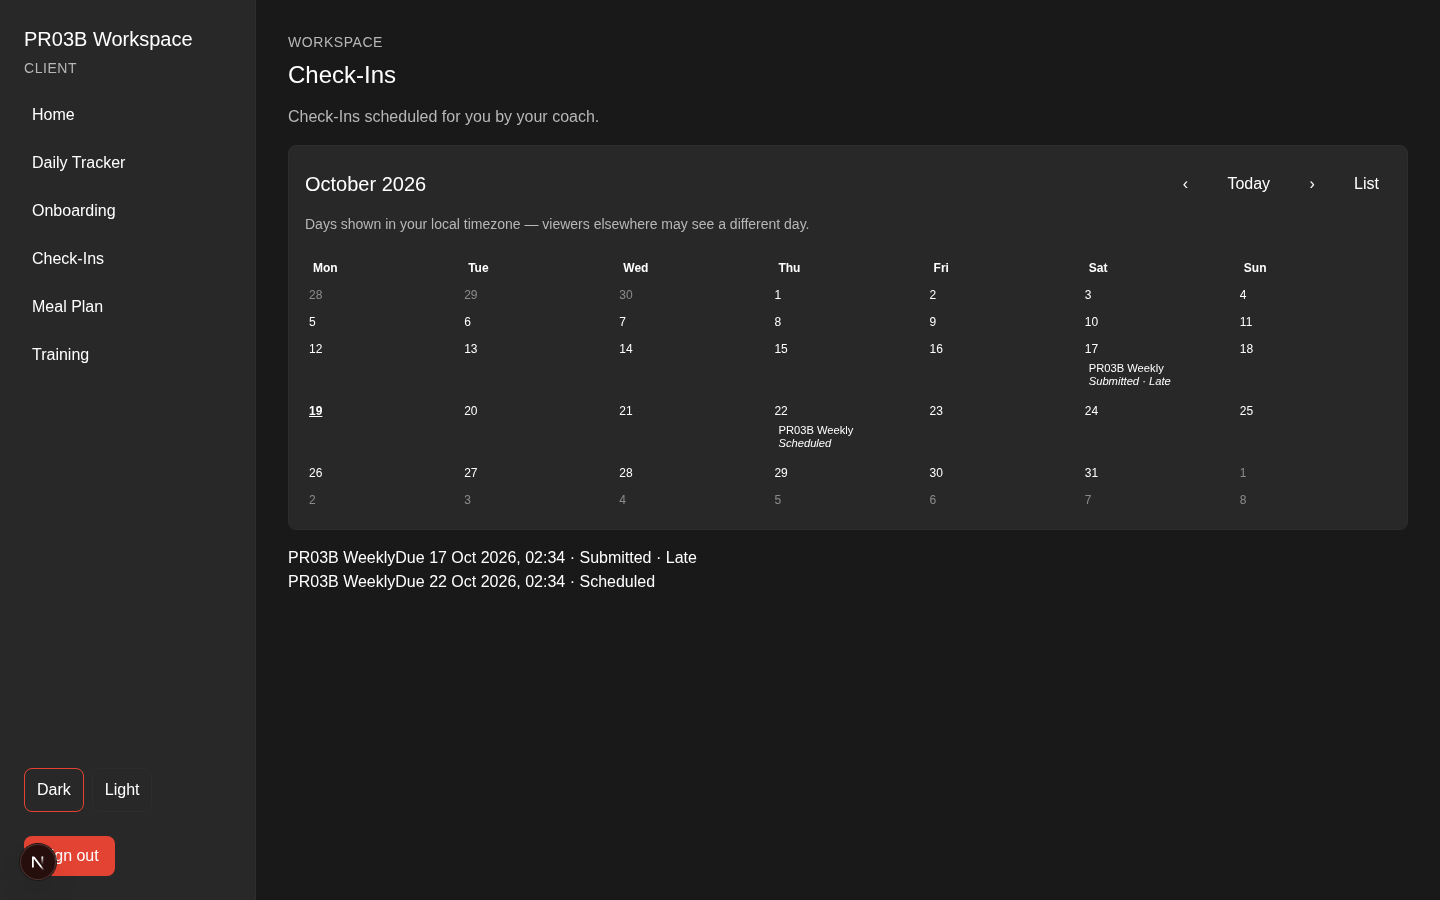 PR03B Workspace
CLIENT
Home
Daily Tracker
Onboarding
Check-Ins
Meal Plan
Training
Dark Light
gn out
WORKSPACE
Check-Ins
Check-Ins scheduled for you by your coach.
October 2026
‹ Today › List
Days shown in your local timezone — viewers elsewhere may see a different day.
Mon Tue Wed Thu Fri Sat Sun
28 29 30 1 2 3 4
5 6 7 8 9 10 11
12 13 14 15 16 17 18
PR03B Weekly
Submitted · Late
19 20 21 22 23 24 25
PR03B Weekly
Scheduled
26 27 28 29 30 31 1
2 3 4 5 6 7 8
PR03B WeeklyDue 17 Oct 2026, 02:34 · Submitted · Late
PR03B WeeklyDue 22 Oct 2026, 02:34 · Scheduled